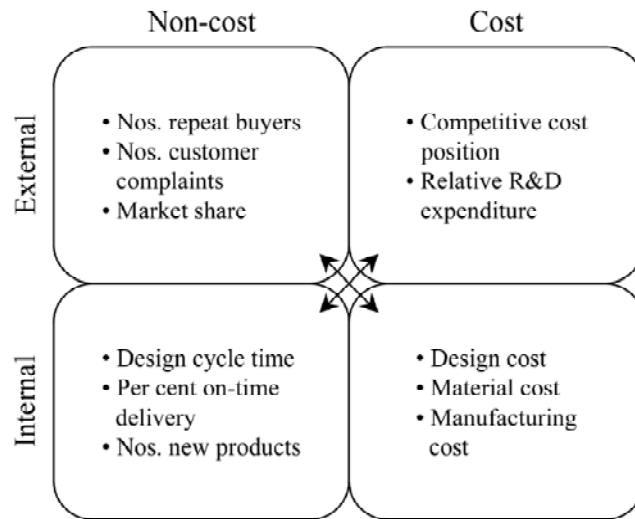 Non-cost
Cost
External
• Nos. repeat buyers
• Nos. customer
complaints
• Market share
• Competitive cost
position
• Relative R&D
expenditure
Internal
• Design cycle time
• Per cent on-time
delivery
• Nos. new products
• Design cost
• Material cost
• Manufacturing
cost